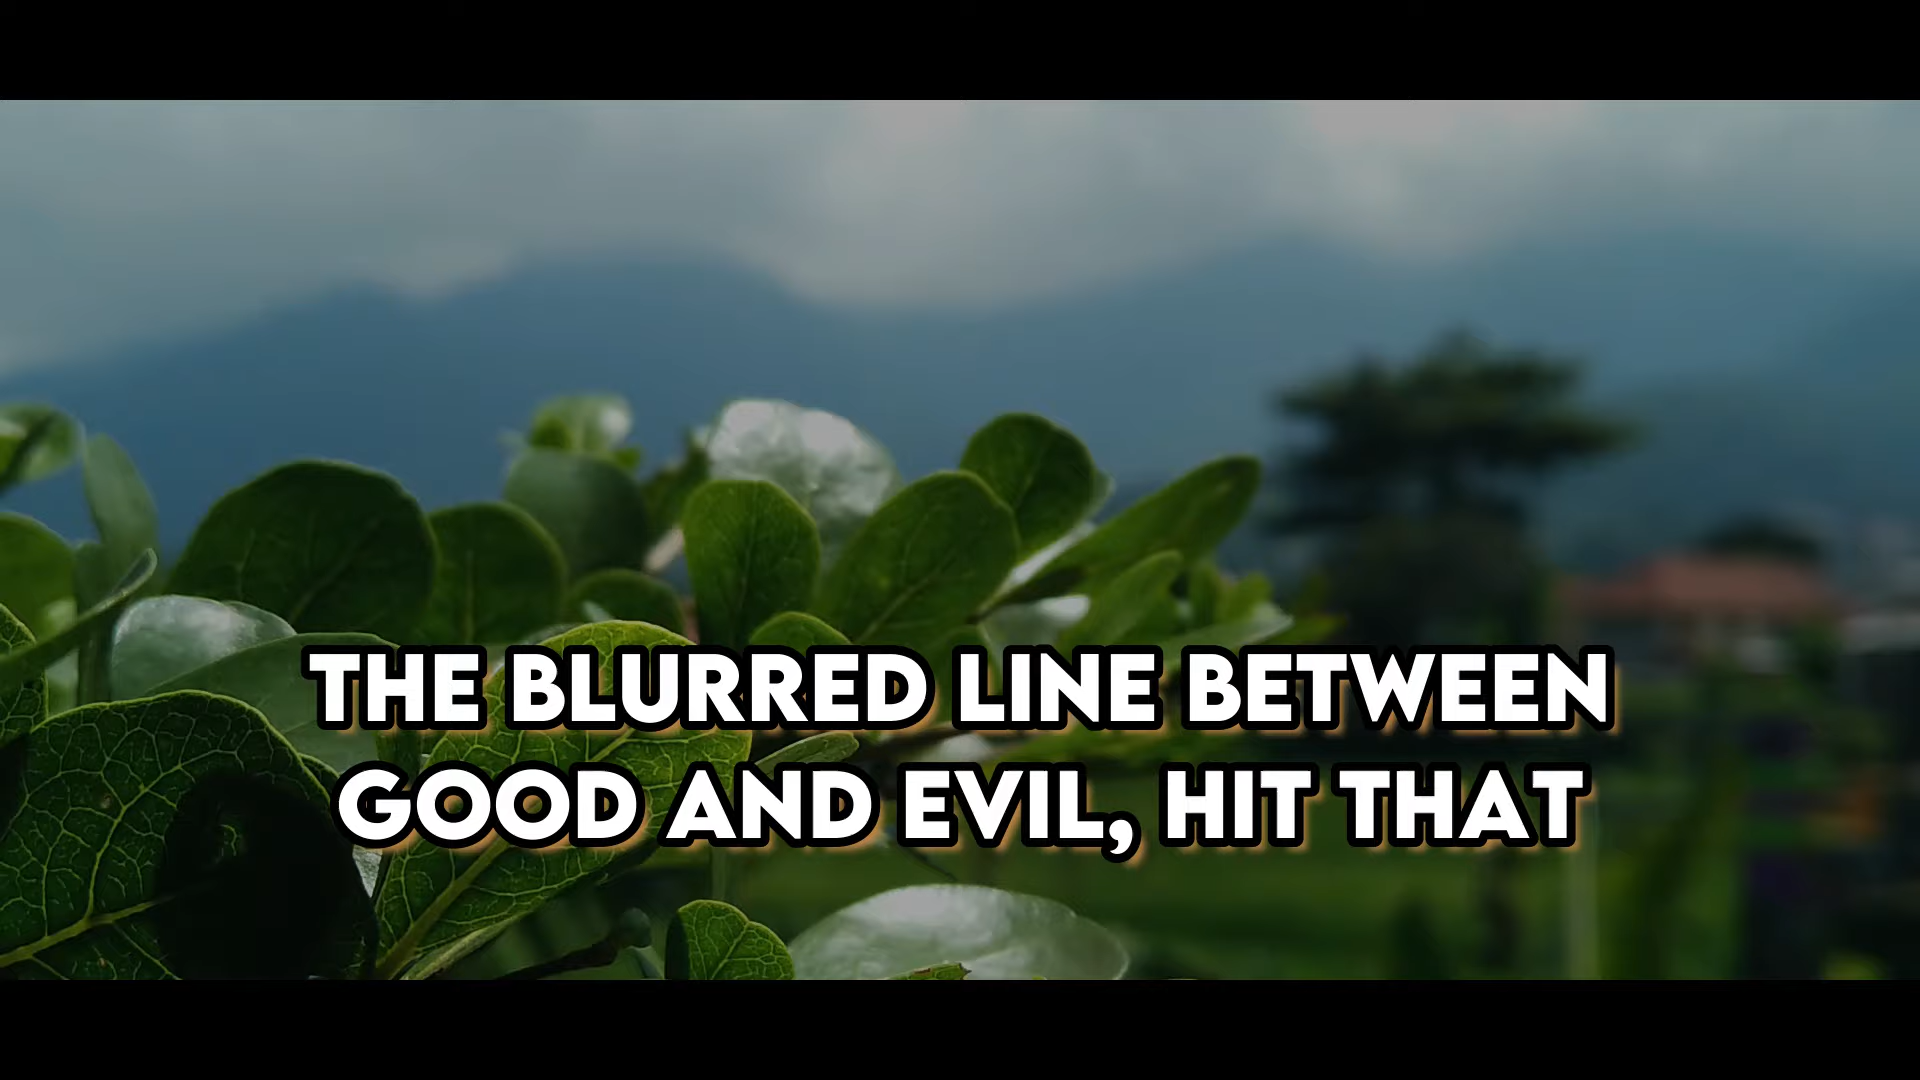 THE BLURRED LINE BETWEEN
GOOD AND EVIL, HIT THAT